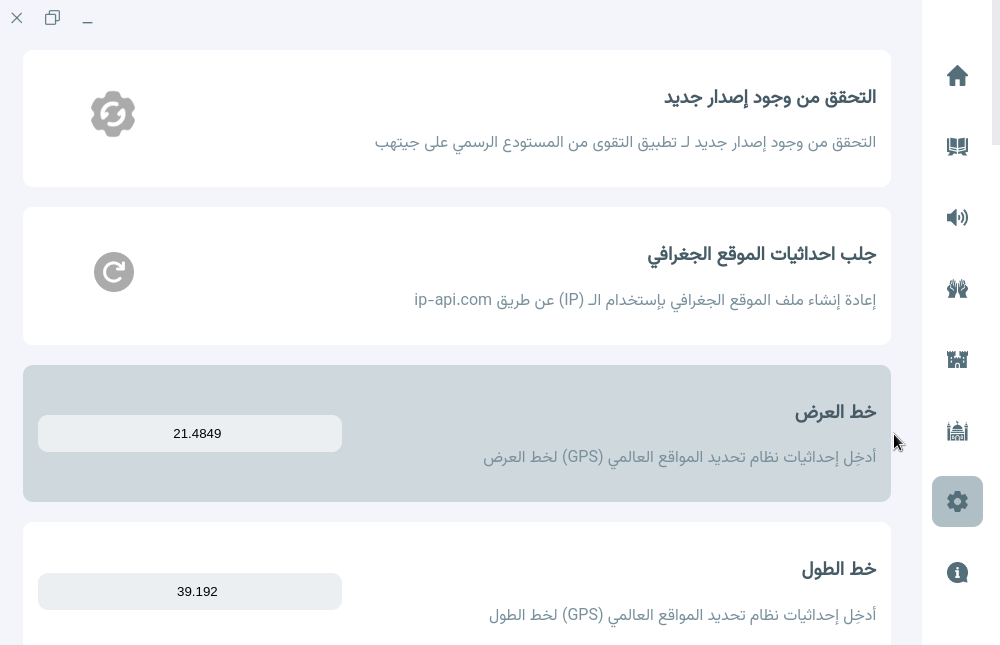 التحقق من وجود إصدار جديد
التحقق من وجود إصدار جديد لـ تطبيق التقوى من المستودع الرسمي على جيتهب
جلب احداثيات الموقع الجغرافي
إعادة إنشاء ملف الموقع الجغرافي بإستخدام الـ (IP) عن طريق ip-api.com
خط العرض
21.4849
أدخِل إحداثيات نظام تحديد المواقع العالمي (GPS) لخط العرض
خط الطول
39.192
أدخِل إحداثيات نظام تحديد المواقع العالمي (GPS) لخط الطول